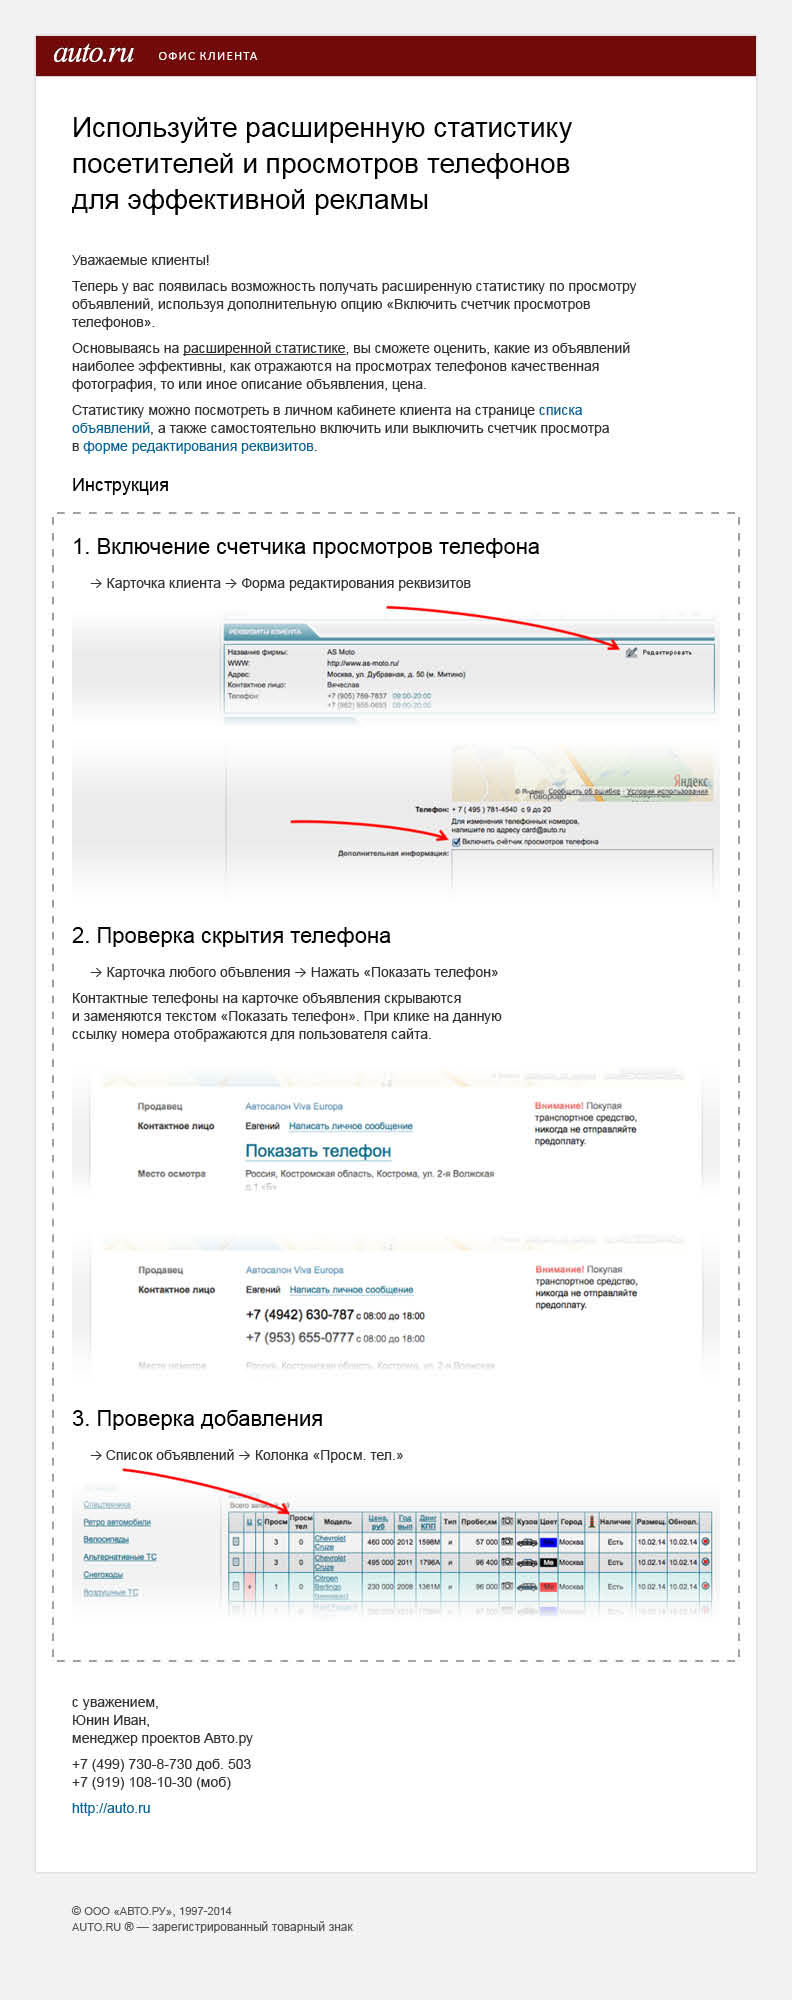 auto.ru ОФИС КЛИЕНТА
Используйте расширенную статистику
посетителей и просмотров телефонов
для эффективной рекламы
Уважаемые клиенты!
Теперь у вас появилась возможность получать расширенную статистику по просмотру
объявлений, используя дополнительную опцию «Включить счетчик просмотров
телефонов».
Основываясь на расширенной статистике, вы сможете оценить, какие из объявлений
наиболее эффективны, как отражаются на просмотрах телефонов качественная
фотография, то или иное описание объявления, цена.
Статистику можно посмотреть в личном кабинете клиента на странице списка
объявлений, а также самостоятельно включить или выключить счетчик просмотра
в форме редактирования реквизитов.
Инструкция
1. Включение счетчика просмотров телефона
→ Карточка клиента → Форма редактирования реквизитов
РЕКВИЗИТЫ КЛИЕНТА
Название фирмы: AS Moto Редактировать
WWW: http://www.as-moto.ru/
Адрес: Москва, ул. Дубравная, д. 50 (м. Митино)
Контактное лицо: Вячеслав
Телефон: +7 (905) 769-7837 09:00-20:00
+7 (962) 955-0693 09:00-20:00
Яндекс
© Яндекс Сообщить об ошибке · Условия использования
Говорово
Телефон: + 7 ( 495 ) 781-4540 с 9 до 20
Для изменения телефонных номеров,
напишите по адресу card@auto.ru
Включить счётчик просмотров телефона
Дополнительная информация:
2. Проверка скрытия телефона
→ Карточка любого объвления → Нажать «Показать телефон»
Контактные телефоны на карточке объявления скрываются
и заменяются текстом «Показать телефон». При клике на данную
ссылку номера отображаются для пользователя сайта.
Продавец Автосалон Viva Europa Внимание! Покупая
транспортное средство,
Контактное лицо Евгений Написать личное сообщение никогда не отправляйте
предоплату.
Показать телефон
Место осмотра Россия, Костромская область, Кострома, ул. 2-я Волжская
д.1 «Б»
Продавец Автосалон Viva Europa Внимание! Покупая
транспортное средство,
Контактное лицо Евгений Написать личное сообщение никогда не отправляйте
предоплату.
+7 (4942) 630-787 с 08:00 до 18:00
+7 (953) 655-0777 с 08:00 до 18:00
Место осмотра Россия, Костромская область, Кострома, ул. 2-я Волжская
3. Проверка добавления
→ Список объявлений → Колонка «Просм. тел.»
Спецтехника
Ретро автомобили
Велосипеды
Альтернативные ТС
Снегоходы
Воздушные ТС
Всего
Ц С Просм Просм тел Модель Цена, руб Год вып Двиг КПП Тип Пробег,км Кузов Цвет Город Наличие Размещ. Обновл.
3 0 Chevrolet Cruze 460 000 2012 1598М и 57 000 Москва Есть 10.02.14 10.02.14
3 0 Chevrolet Cruze 495 000 2011 1796А и 96 400 Ме Москва Есть 10.02.14 10.02.14
+ 1 0 Citroen Berlingo 230 000 2008 1361М и 96 000 Ме Москва Есть 10.02.14 10.02.14
с уважением,
Юнин Иван,
менеджер проектов Авто.ру
+7 (499) 730-8-730 доб. 503
+7 (919) 108-10-30 (моб)
http://auto.ru
© ООО «АВТО.РУ», 1997-2014
AUTO.RU ® — зарегистрированный товарный знак